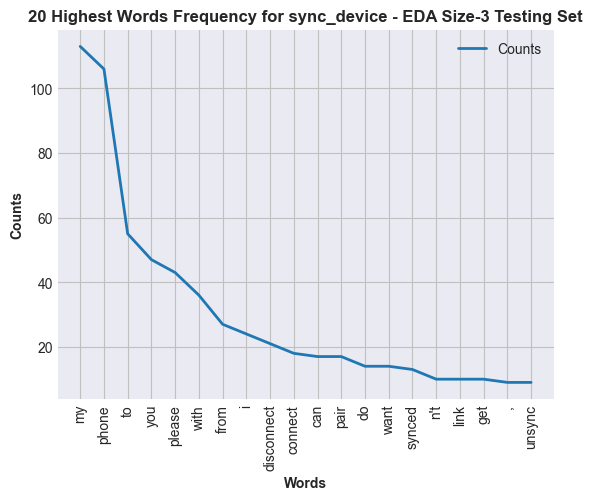 20 Highest Words Frequency for sync_device - EDA Size-3 Testing Set
Counts
100
80
60
40
20
Counts
my
phone
to
you
please
with
from
i
disconnect
connect
can
pair
do
want
synced
n't
link
get
,
unsync
Words